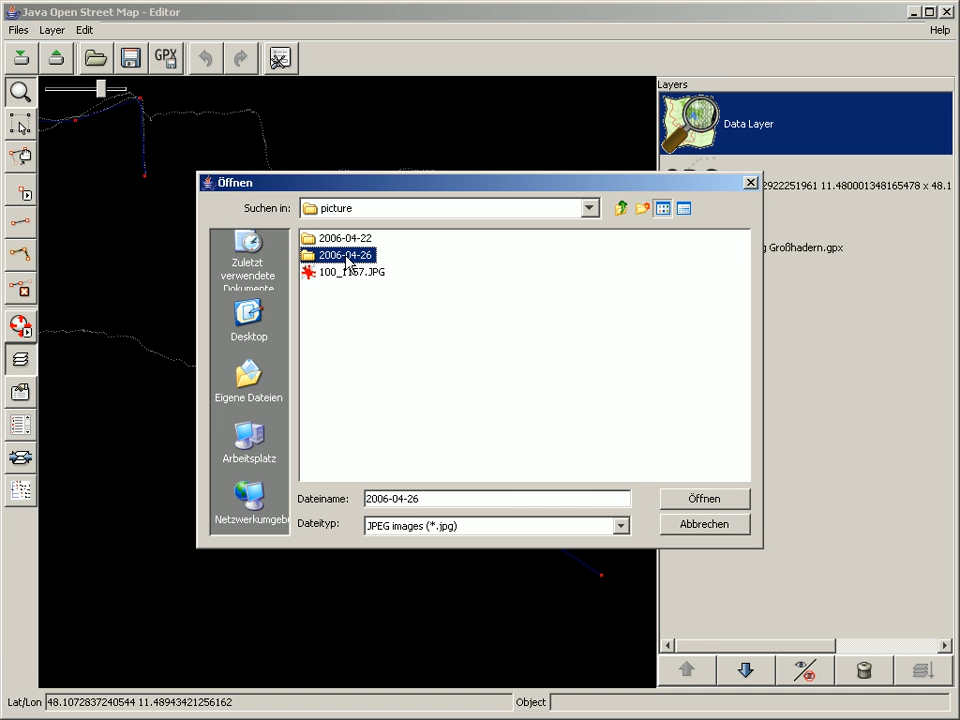 Java Open Street Map - Editor
Files Layer Edit Help
GPX
Layers
Data Layer
2922251961 11.480001348165478 x 48.1
g Großhadern.gpx
Öffnen
Suchen in: picture
Zuletzt
verwendete
Dokumente
Desktop
Eigene Dateien
Arbeitsplatz
Netzwerkumgeb
2006-04-22
2006-04-26
100_1157.JPG
Dateiname: 2006-04-26 Öffnen
Dateityp: JPEG images (*.jpg) Abbrechen
Lat/Lon 48.1072837240544 11.48943421256162 Object